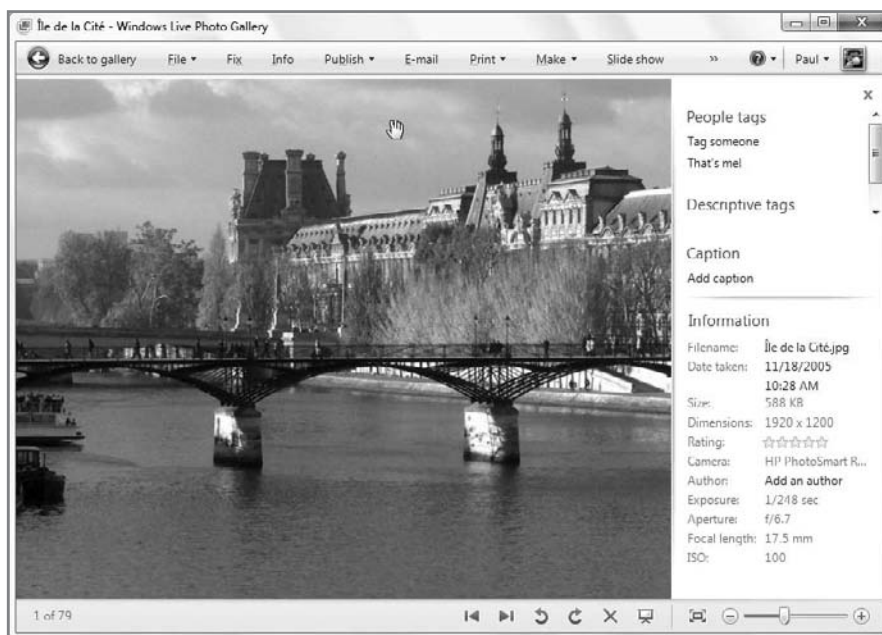 Île de la Cité - Windows Live Photo Gallery
Back to gallery File Fix Info Publish E-mail Print Make Slide show » Paul
People tags
Tag someone
That's me!
Descriptive tags
Caption
Add caption
Information
Filename: Île de la Cité.jpg
Date taken: 11/18/2005
10:28 AM
Size: 588 KB
Dimensions: 1920 x 1200
Rating:
Camera: HP PhotoSmart R...
Author: Add an author
Exposure: 1/248 sec
Aperture: f/6.7
Focal length: 17.5 mm
ISO: 100
1 of 79